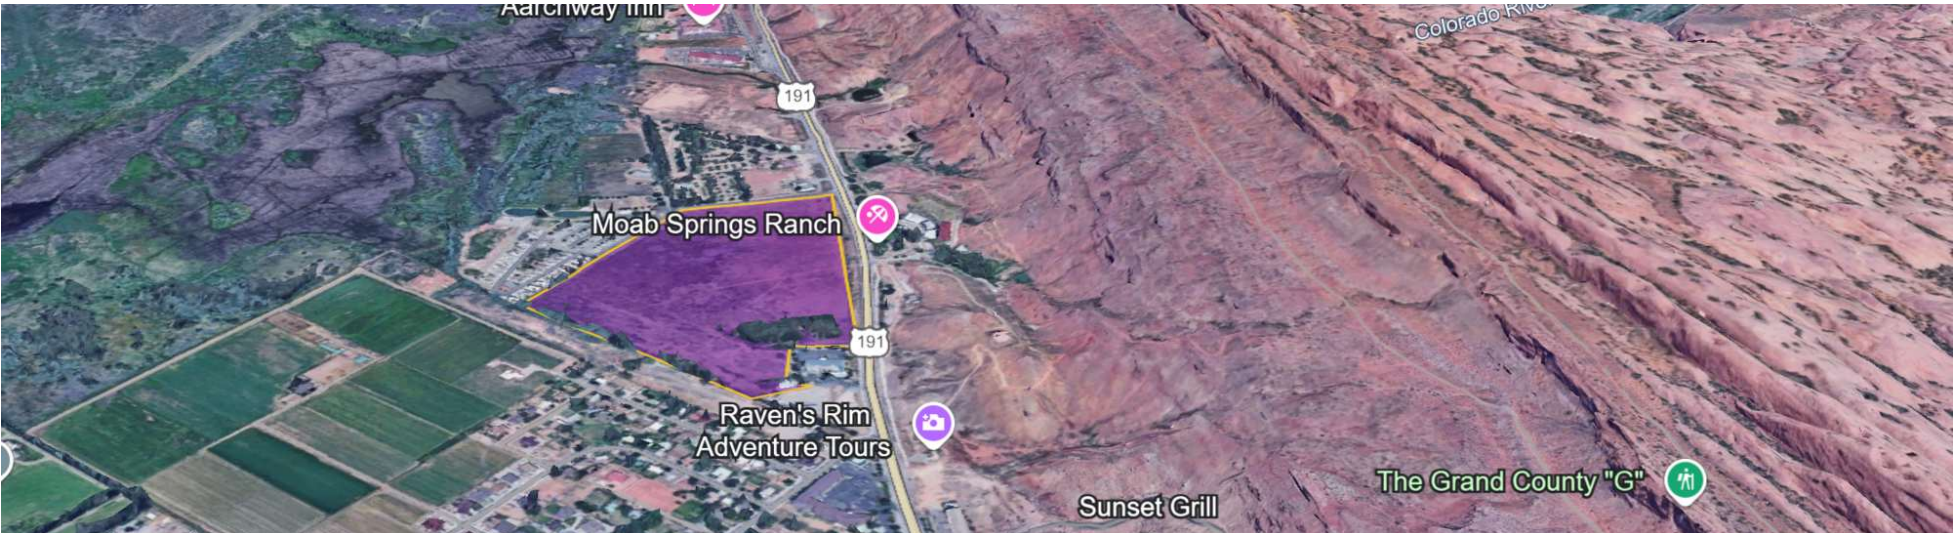 Aarchway Inn
Colorado River
191
Moab Springs Ranch
191
Raven's Rim
Adventure Tours
The Grand County "G"
Sunset Grill